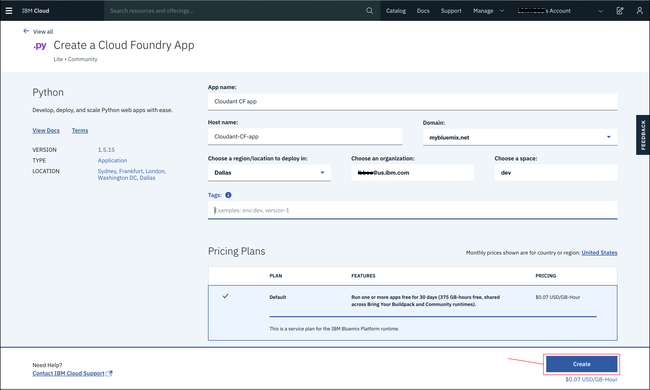 IBM Cloud
Search resources and offerings...
Catalog Docs Support Manage s Account
View all
.py Create a Cloud Foundry App
Lite • Community
Python
Develop, deploy, and scale Python web apps with ease.
View Docs Terms
VERSION 1.5.15
TYPE Application
LOCATION Sydney, Frankfurt, London,
Washington DC, Dallas
App name:
Cloudant CF app
Host name:
Cloudant-CF-app
Domain:
mybluemix.net
Choose a region/location to deploy in:
Dallas
Choose an organization:
@us.ibm.com
Choose a space:
dev
Tags:
Examples: env:dev, version-1
FEEDBACK
Pricing Plans
Monthly prices shown are for country or region: United States
PLAN FEATURES PRICING
Default Run one or more apps free for 30 days (375 GB-hours free, shared $0.07 USD/GB-Hour
across Bring Your Buildpack and Community runtimes).
This is a service plan for the IBM Bluemix Platform runtime.
Need Help?
Contact IBM Cloud Support
Create
$0.07 USD/GB-Hour